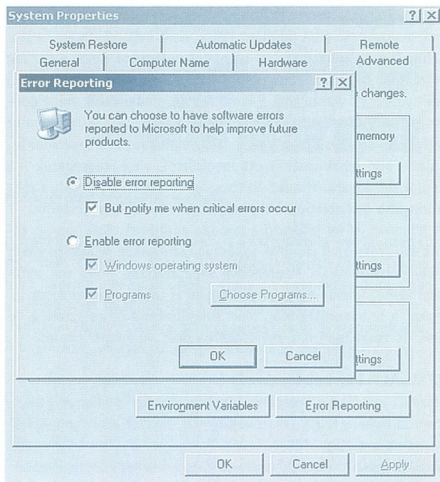 System Properties
System Restore
Automatic Updates
Remote
General
Computer Name
Hardware
Advanced
Error Reporting
changes.
You can choose to have software errors
reported to Microsoft to help improve future
products.
memory
ttings
Disable error reporting
But notify me when critical errors occur
Enable error reporting
Windows operating system
ttings
Programs
Choose Programs...
OK
Cancel
ttings
Environment Variables
Error Reporting
OK
Cancel
Apply